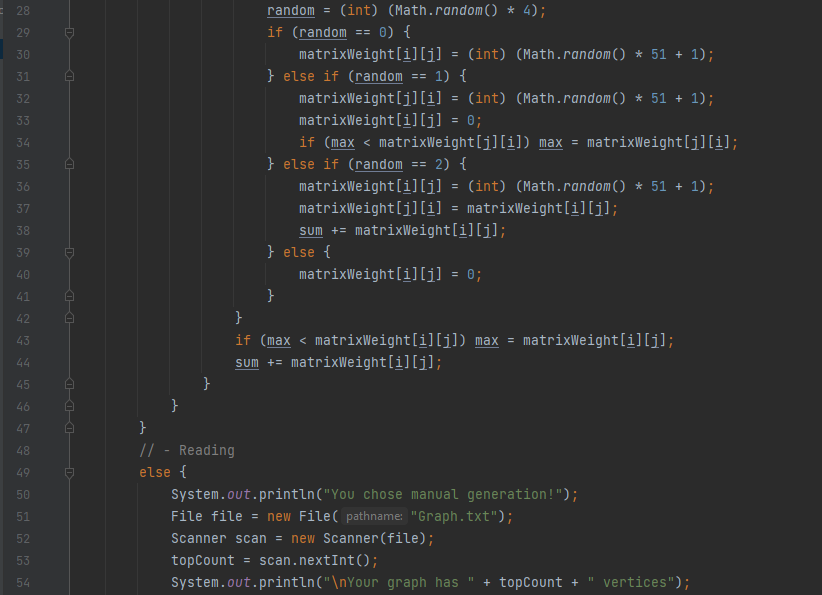 28 random = (int) (Math.random() * 4);
29 if (random == 0) {
30 matrixWeight[i][j] = (int) (Math.random() * 51 + 1);
31 } else if (random == 1) {
32 matrixWeight[j][i] = (int) (Math.random() * 51 + 1);
33 matrixWeight[i][j] = 0;
34 if (max < matrixWeight[j][i]) max = matrixWeight[j][i];
35 } else if (random == 2) {
36 matrixWeight[i][j] = (int) (Math.random() * 51 + 1);
37 matrixWeight[j][i] = matrixWeight[i][j];
38 sum += matrixWeight[i][j];
39 } else {
40 matrixWeight[i][j] = 0;
41 }
42 }
43 if (max < matrixWeight[i][j]) max = matrixWeight[i][j];
44 sum += matrixWeight[i][j];
45 }
46 }
47 }
48 // - Reading
49 else {
50 System.out.println("You chose manual generation!");
51 File file = new File( pathname: "Graph.txt");
52 Scanner scan = new Scanner(file);
53 topCount = scan.nextInt();
54 System.out.println("\nYour graph has " + topCount + " vertices");